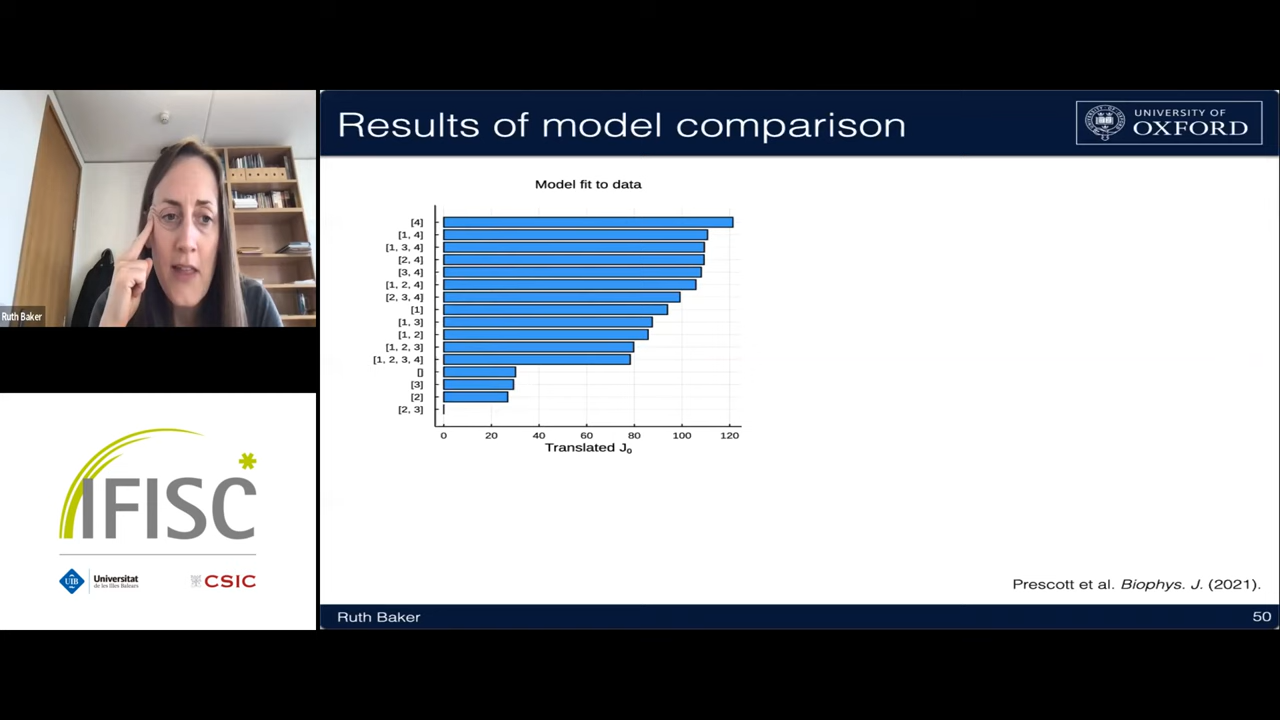 Results of model comparison
UNIVERSITY OF
OXFORD
Model fit to data
[4]
[1, 4]
[1, 3, 4]
[2, 4]
[3, 4]
[1, 2, 4]
[2, 3, 4]
[1]
[1, 3]
[1, 2]
[1, 2, 3]
[1, 2, 3, 4]
[]
[3]
[2]
[2, 3]
0 20 40 60 80 100 120
Translated J₀
Ruth Baker
IFISC
UIB
Universitat
de les Illes Balears
CSIC
Prescott et al. Biophys. J. (2021).
Ruth Baker
50